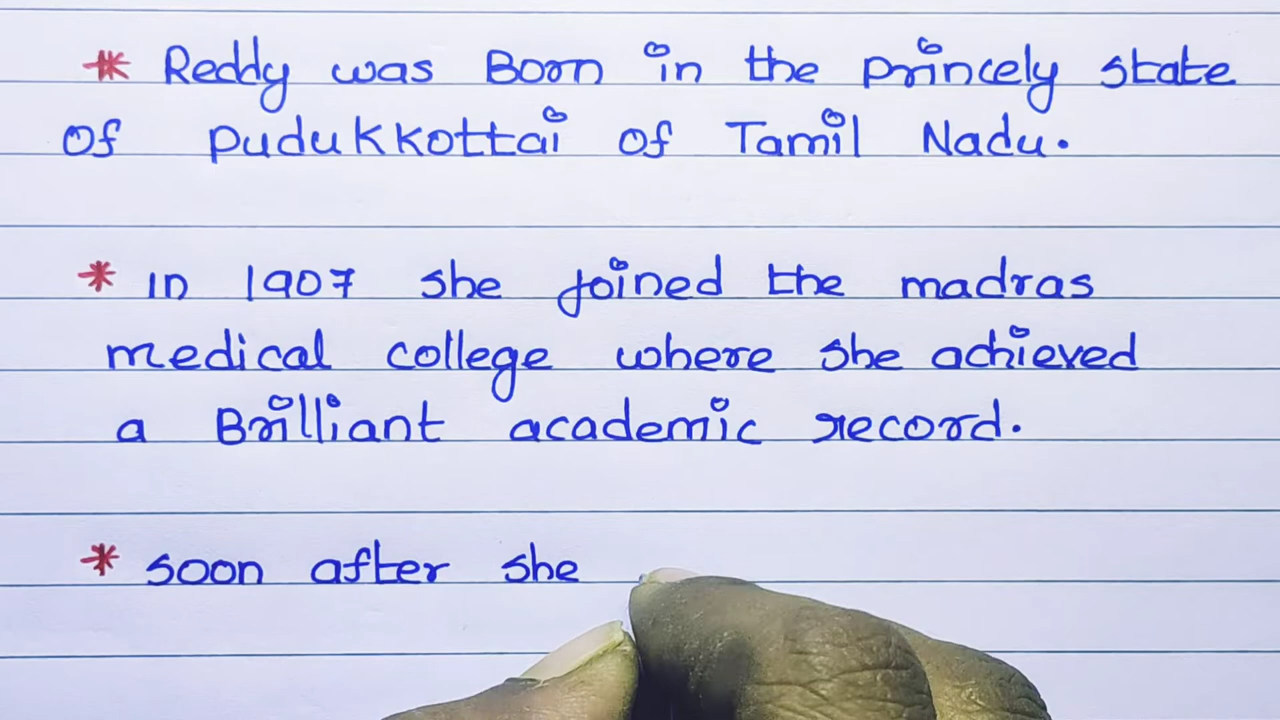 * Reddy was Born in the princely state
of pudukkottai of Tamil Nadu.
* In 1907 she joined the madras
medical college where she achieved
a Brilliant academic record.
* soon after she